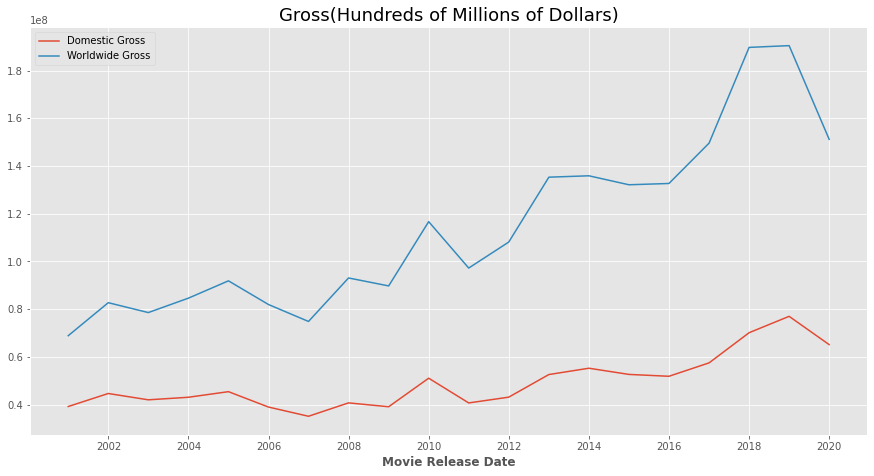 Gross(Hundreds of Millions of Dollars)
1e8
Domestic Gross
Worldwide Gross
1.8
1.6
1.4
1.2
1.0
0.8
0.6
0.4
2002 2004 2006 2008 2010 2012 2014 2016 2018 2020
Movie Release Date